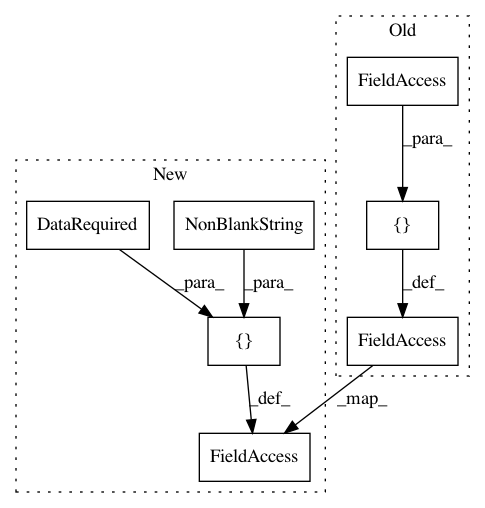 Old
FieldAccess
_para_
New
DataRequired
NonBlankString
{}
_para_
_para_
_def_
{}
FieldAccess
_def_
_map_
FieldAccess